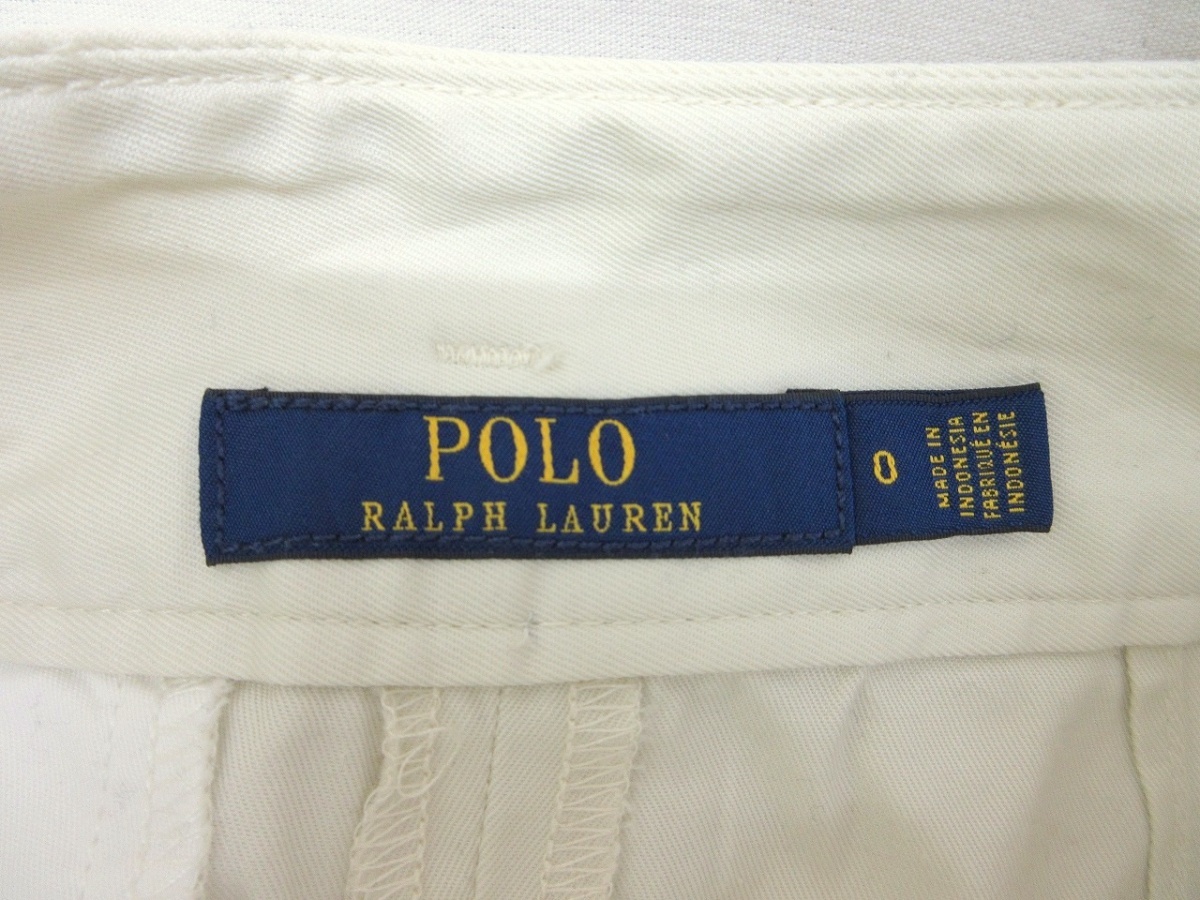 POLO
RALPH LAUREN
0
MADE IN
INDONESIA
FABRIQUÉ EN
INDONÉSIE